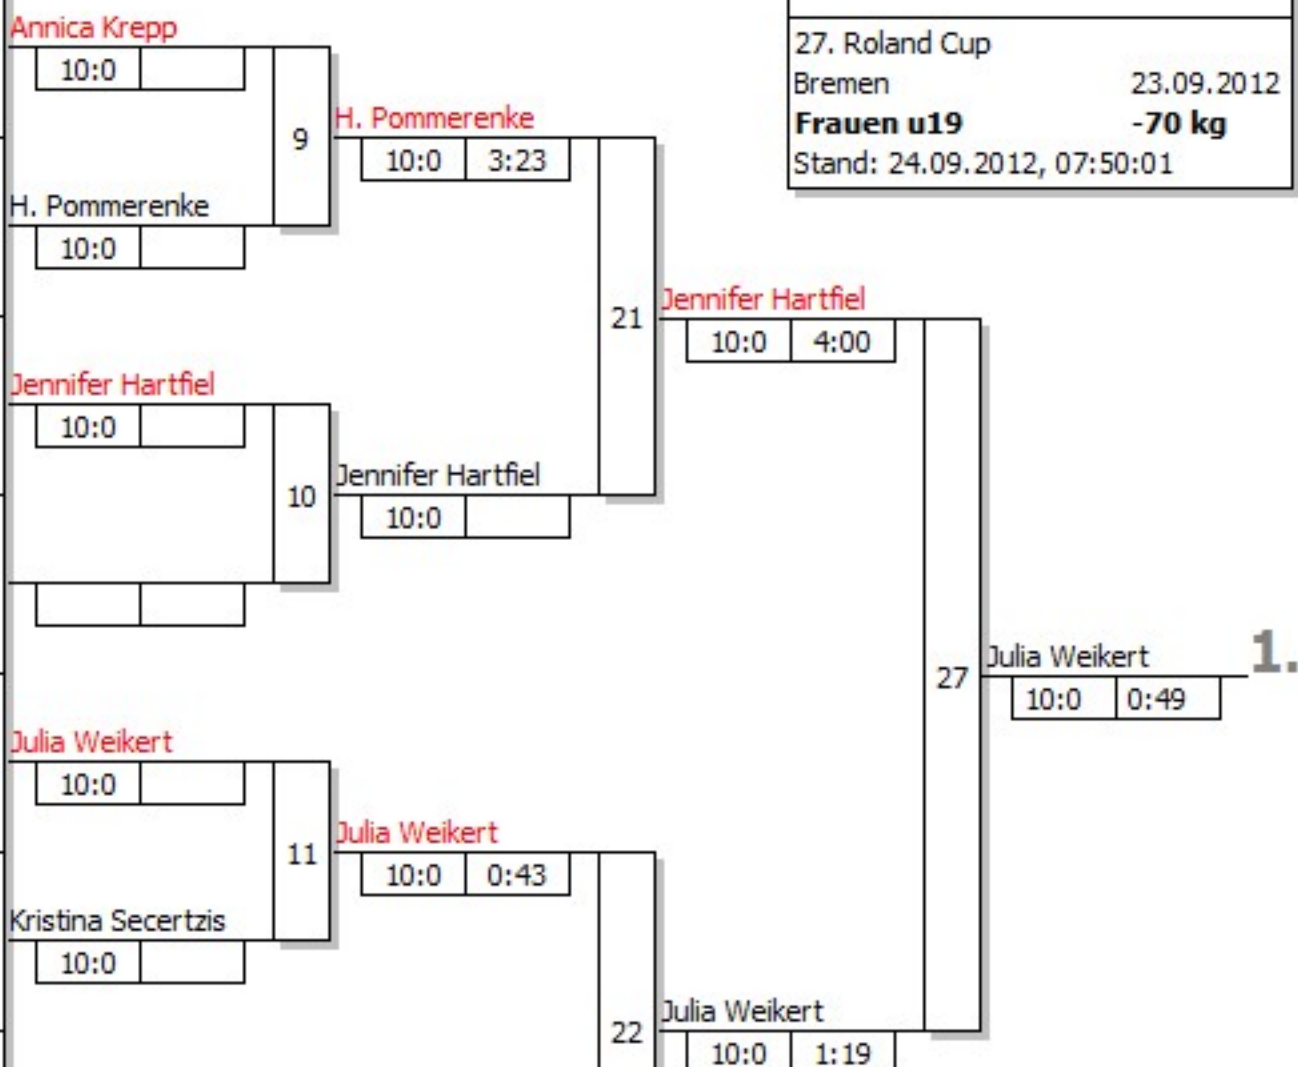 Annica Krepp
10:0
9
H. Pommerenke
10:0
H. Pommerenke
10:0 3:23
21
Jennifer Hartfiel
10:0
10
Jennifer Hartfiel
10:0
Jennifer Hartfiel
10:0 4:00
27
Julia Weikert
10:0
11
Kristina Secertzis
10:0
Julia Weikert
10:0 0:43
22
Julia Weikert
10:0 1:19
Julia Weikert
10:0 0:49
1.
27. Roland Cup
Bremen 23.09.2012
Frauen u19 -70 kg
Stand: 24.09.2012, 07:50:01